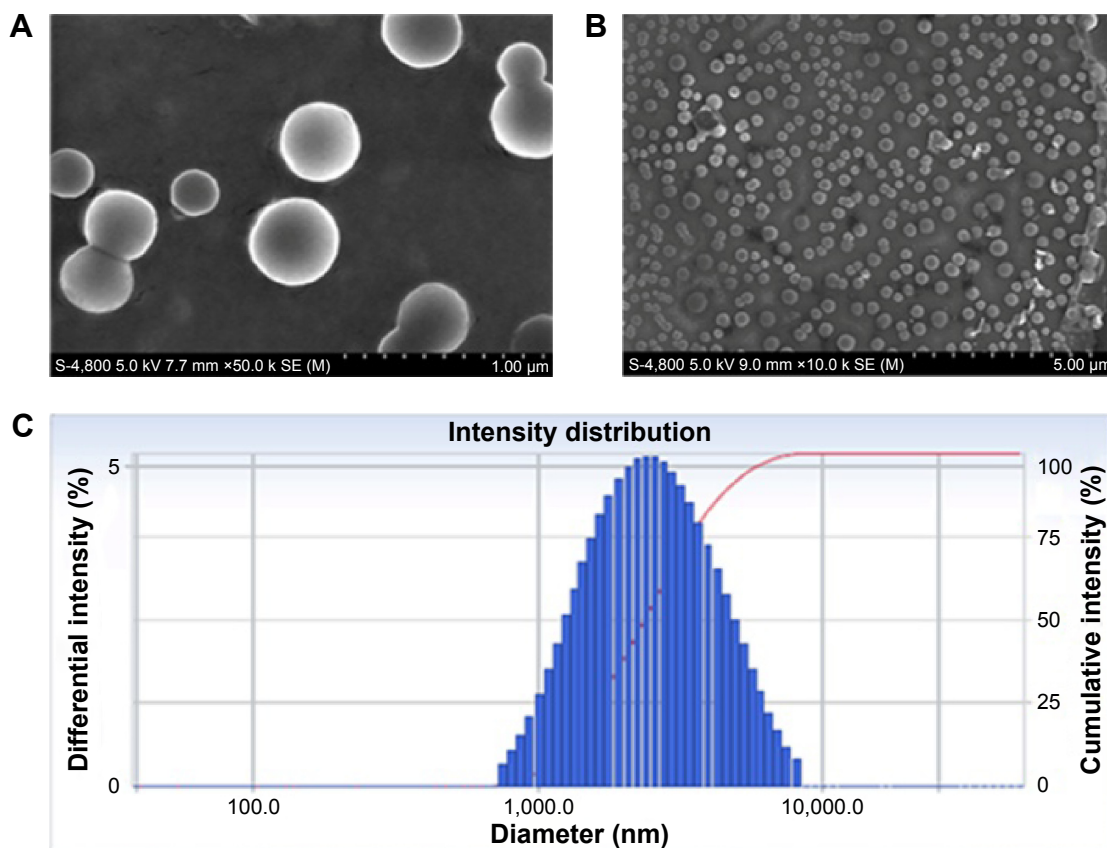 A
B
S-4,800 5.0 kV 7.7 mm ×50.0 k SE (M) 1.00 μm
S-4,800 5.0 kV 9.0 mm ×10.0 k SE (M) 5.00 μm
C
Intensity distribution
Differential intensity (%)
5
0
100
75
50
25
0
Cumulative intensity (%)
100.0 1,000.0 10,000.0
Diameter (nm)